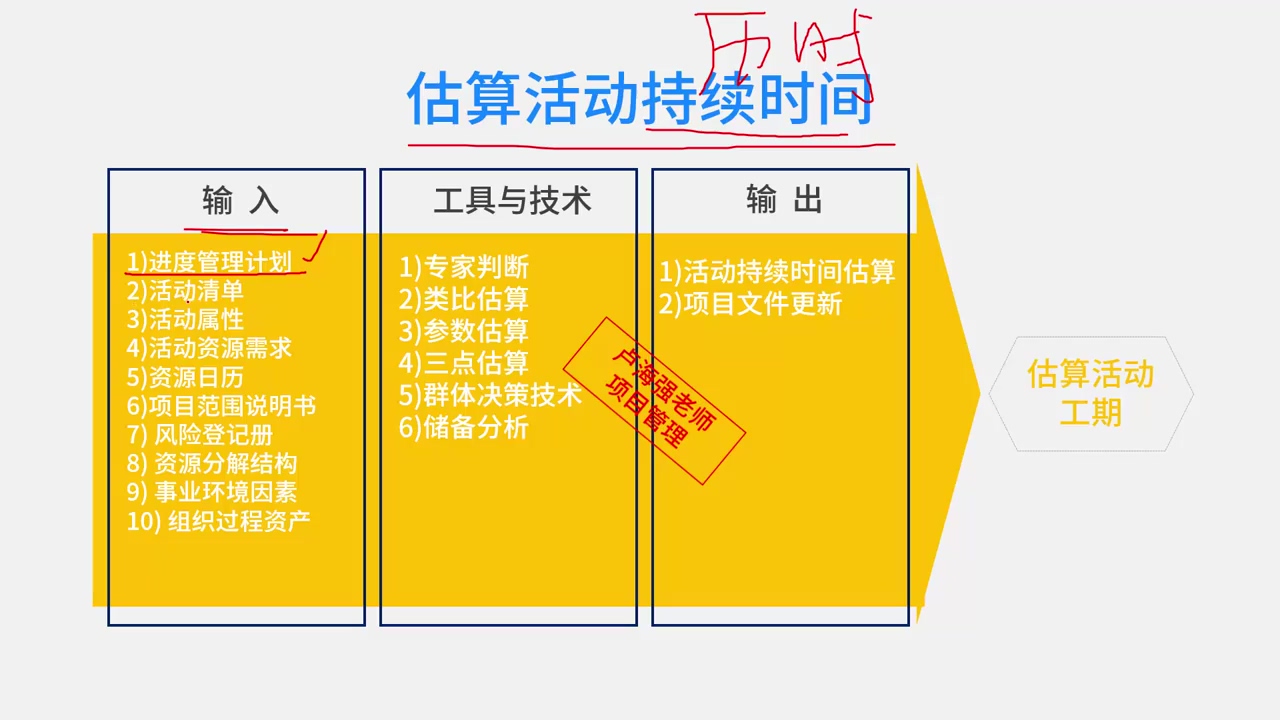 历时
估算活动持续时间
输 入
1)进度管理计划
2)活动清单
3)活动属性
4)活动资源需求
5)资源日历
6)项目范围说明书
7) 风险登记册
8) 资源分解结构
9) 事业环境因素
10) 组织过程资产
工具与技术
1)专家判断
2)类比估算
3)参数估算
4)三点估算
5)群体决策技术
6)储备分析
输 出
1)活动持续时间估算
2)项目文件更新
卢海强老师
项目管理
估算活动
工期